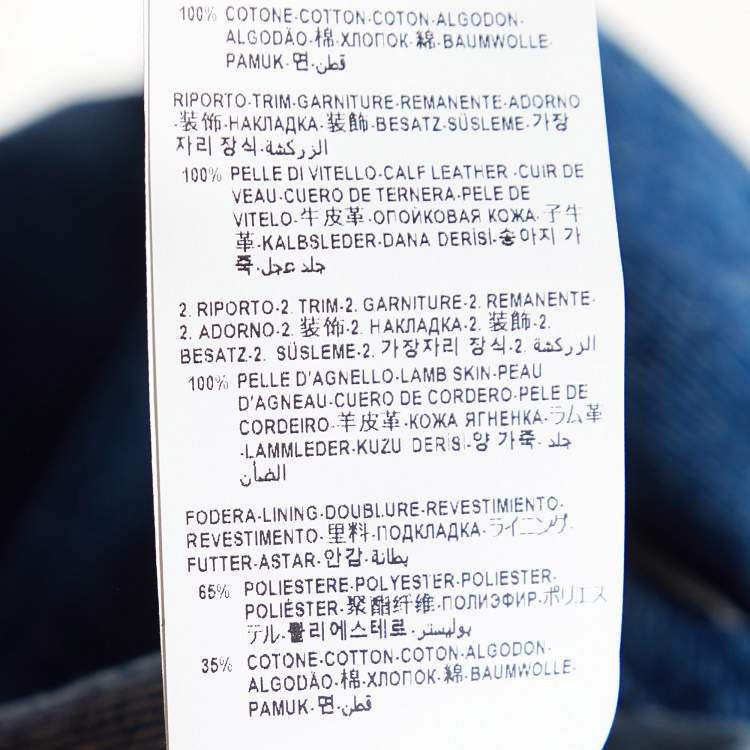 100% COTONE-COTTON-COTON-ALGODON-
ALGODÃO-棉-ХЛОПОК-綿-BAUMWOLLE-
PAMUK-면-قطن
RIPORTO-TRIM-GARNITURE-REMANENTE-ADORNO
-装饰-НАКЛАДКА-装飾-BESATZ-SÜSLEME-가장
자리 장식-الزركشة
100% PELLE DI VITELLO-CALF LEATHER -CUIR DE
VEAU-CUERO DE TERNERA-PELE DE
VITELO-牛皮革-ОПОЙКОВАЯ КОЖА-子牛
革-KALBSLEDER-DANA DERİSİ-송아지 가
죽-جلد عجل
2. RIPORTO-2. TRIM-2. GARNITURE-2. REMANENTE-
2. ADORNO-2. 装饰-2. НАКЛАДКА-2. 装飾-2.
BESATZ-2. SÜSLEME-2. 가장자리 장식-2. الزركشة
100% PELLE D'AGNELLO-LAMB SKIN-PEAU
D'AGNEAU-CUERO DE CORDERO-PELE DE
CORDEIRO-羊皮革-КОЖА ЯГНЕНКА-ラム革
-LAMMLEDER-KUZU DERİSİ-양 가죽- جلد
الضأن
FODERA-LINING-DOUBLURE-REVESTIMIENTO-
REVESTIMENTO-里料-ПОДКЛАДКА-ライニング-
FUTTER-ASTAR-안감-بطانة
65% POLIESTERE-POLYESTER-POLIESTER-
POLIÉSTER-聚酯纤维-ПОЛИЭФИР-ポリエス
テル-폴리에스테르-بوليستر
35% COTONE-COTTON-COTON-ALGODON-
ALGODÃO-棉-ХЛОПОК-綿-BAUMWOLLE-
PAMUK-면-قطن